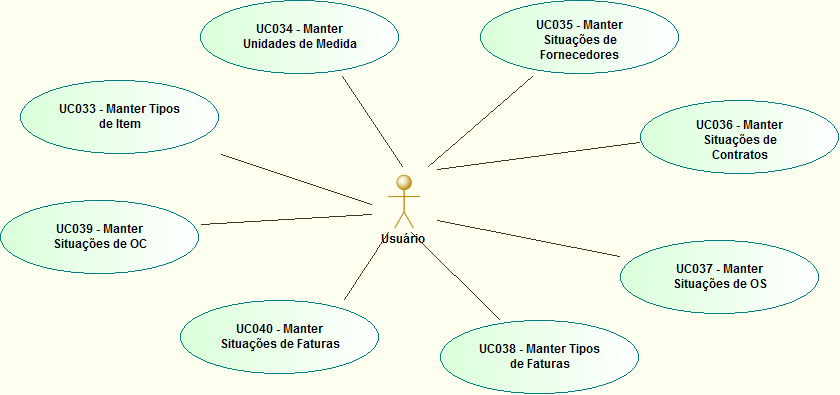 UC034 - Manter
Unidades de Medida
UC035 - Manter
Situações de
Fornecedores
UC033 - Manter Tipos
de Item
UC036 - Manter
Situações de
Contratos
UC039 - Manter
Situações de OC
Usuário
UC037 - Manter
Situações de OS
UC040 - Manter
Situações de Faturas
UC038 - Manter Tipos
de Faturas